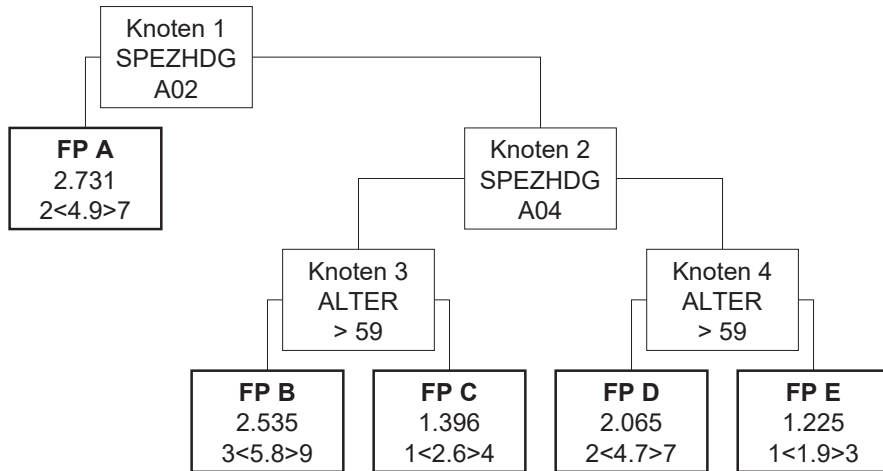 Knoten 1
SPEZHDG
A02
FP A
2.731
2<4.9>7
Knoten 2
SPEZHDG
A04
Knoten 3
ALTER
> 59
Knoten 4
ALTER
> 59
FP B
2.535
3<5.8>9
FP C
1.396
1<2.6>4
FP D
2.065
2<4.7>7
FP E
1.225
1<1.9>3